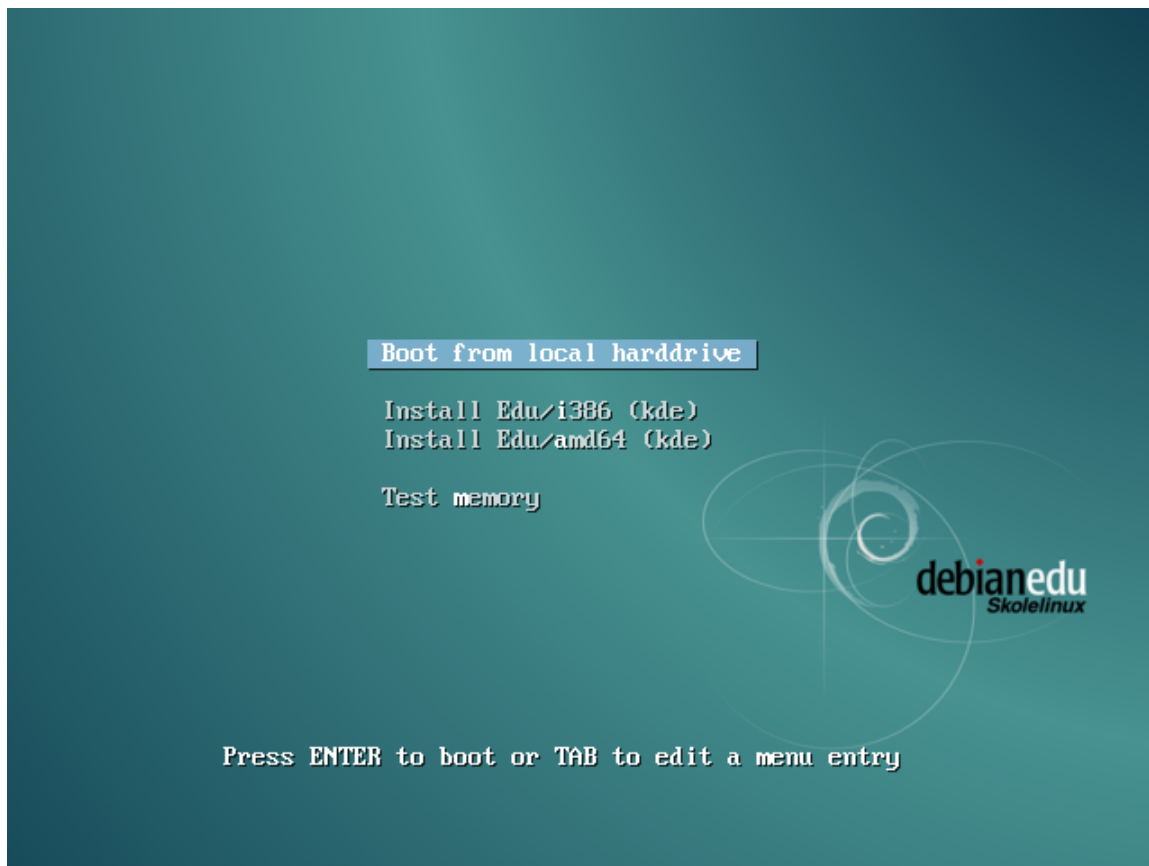 Boot from local harddrive
Install Edu/i386 (kde)
Install Edu/amd64 (kde)
Test memory
debianedu
Skolelinux
Press ENTER to boot or TAB to edit a menu entry